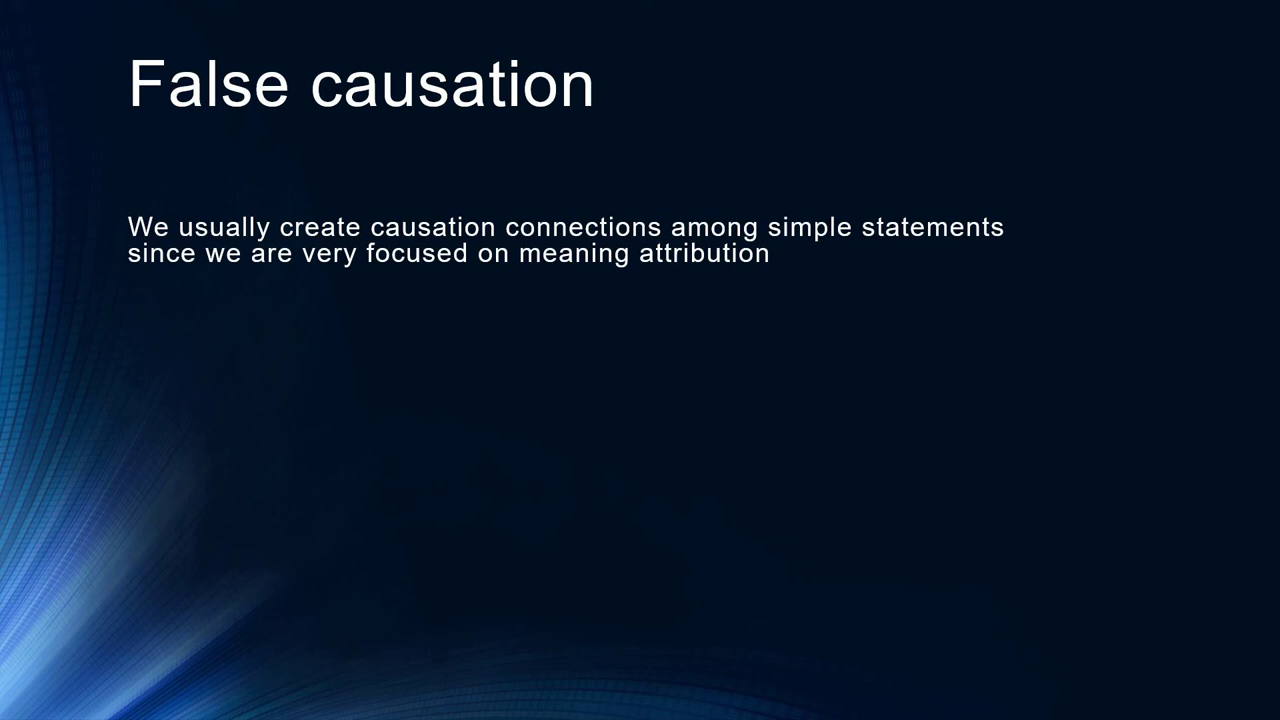 False causation
We usually create causation connections among simple statements
since we are very focused on meaning attribution